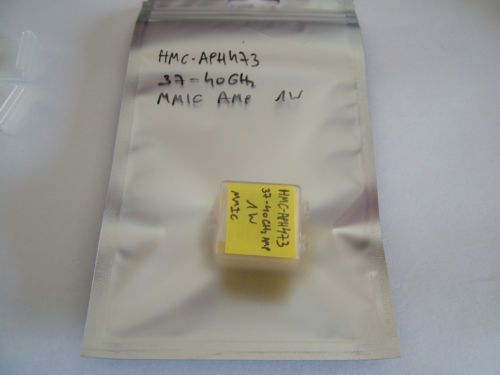 HMC-APH473
37-40GHz
MMIC AMP 1W
HMC-APH473
37-40GHz AMP
1W
MMIC